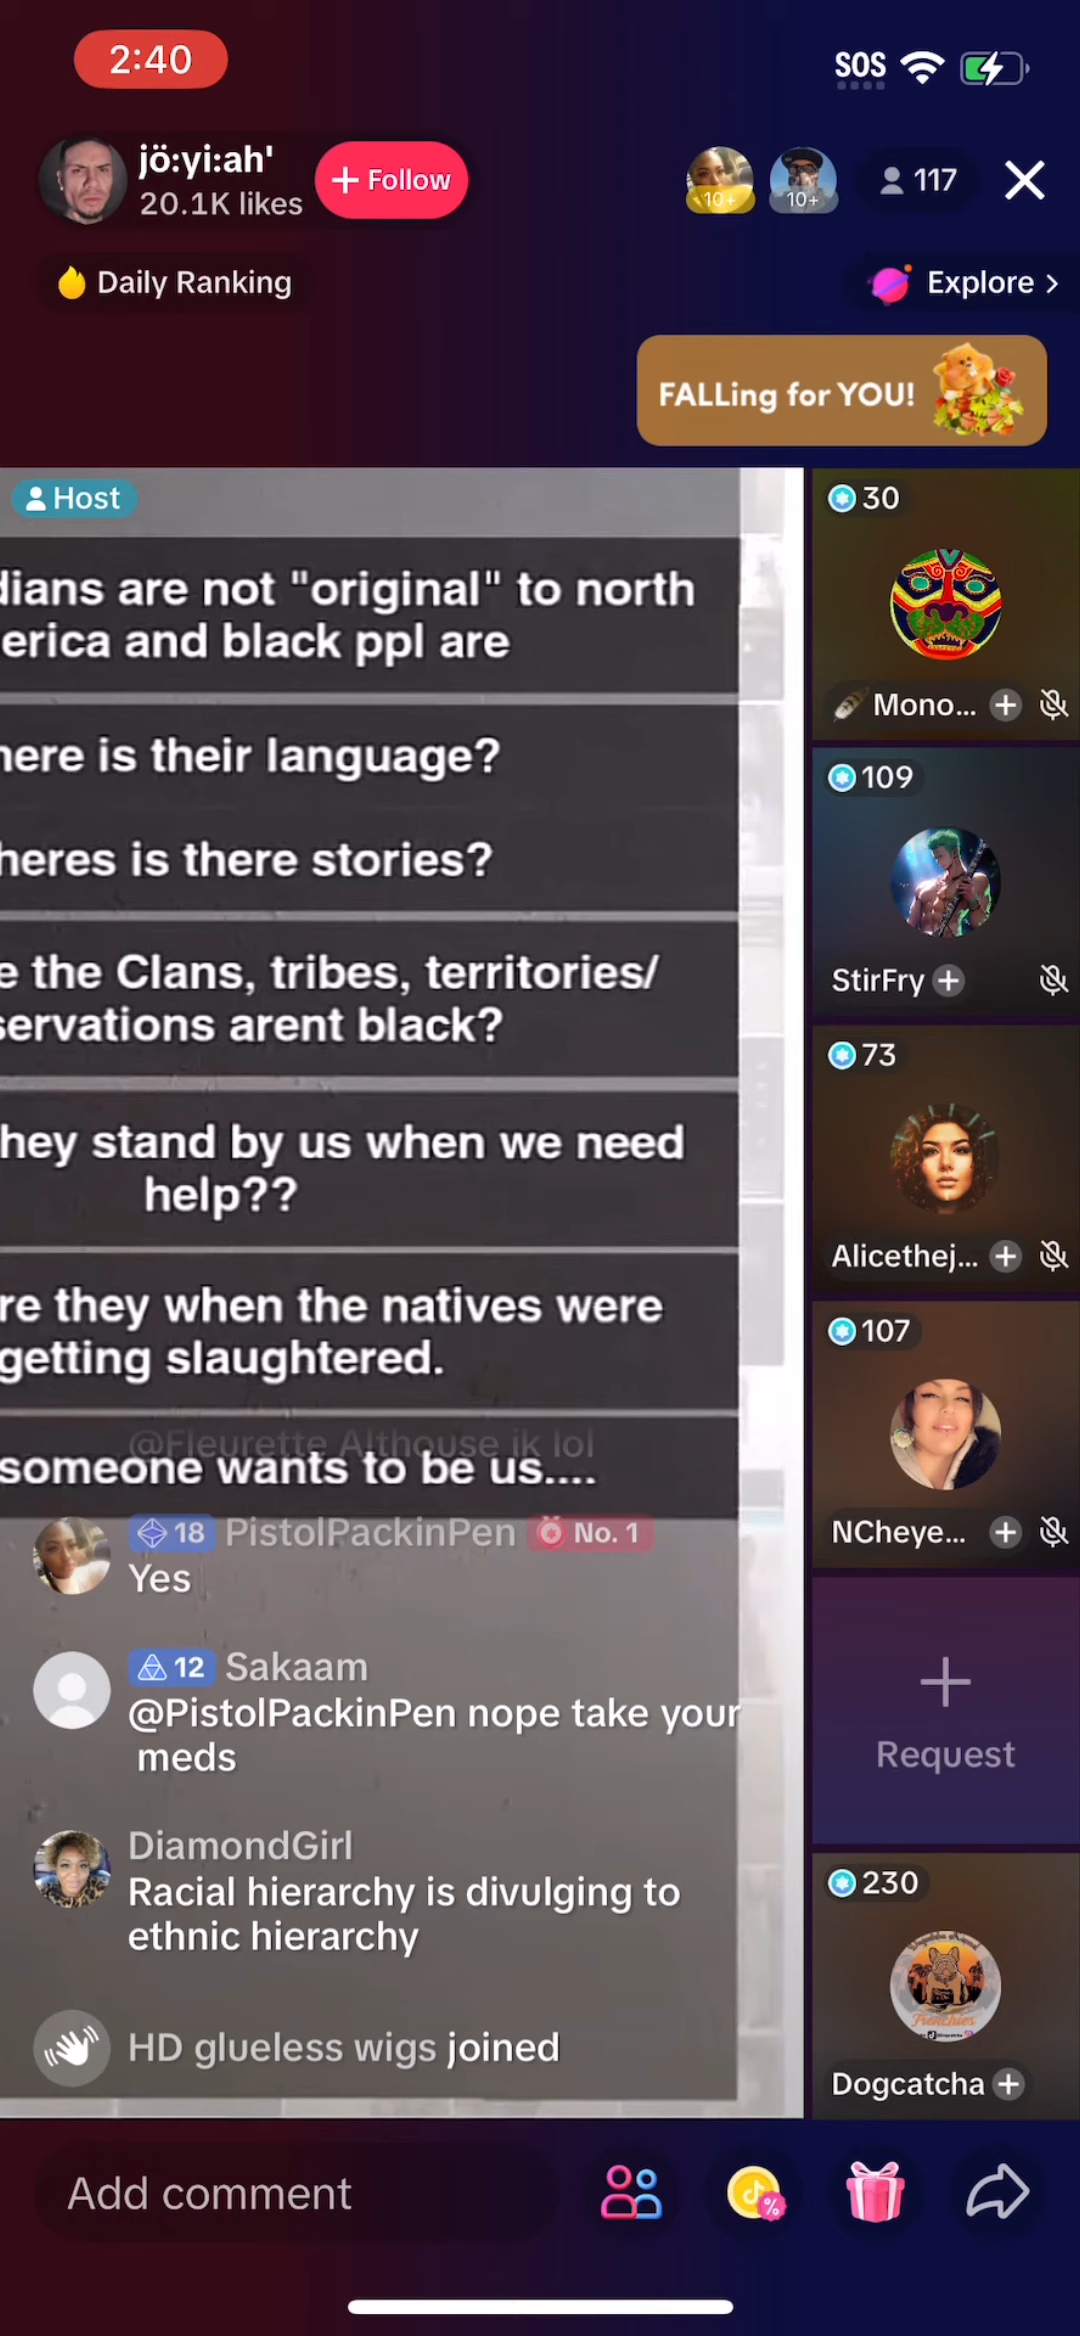 2:40
SOS
jö:yi:ah'
20.1K likes
+ Follow
10+
10+
117
Daily Ranking
Explore >
FALLing for YOU!
Host
dians are not "original" to north
erica and black ppl are
here is their language?
heres is there stories?
e the Clans, tribes, territories/
servations arent black?
hey stand by us when we need
help??
re they when the natives were
getting slaughtered.
@Fleurette Althouse ik lol
someone wants to be us....
18 PistolPackinPen No. 1
Yes
12 Sakaam
@PistolPackinPen nope take your
meds
DiamondGirl
Racial hierarchy is divulging to
ethnic hierarchy
HD glueless wigs joined
30
Mono...
109
StirFry
73
Alicethej...
107
NCheye...
Request
230
Frenchies
Dogcatcha
Add comment